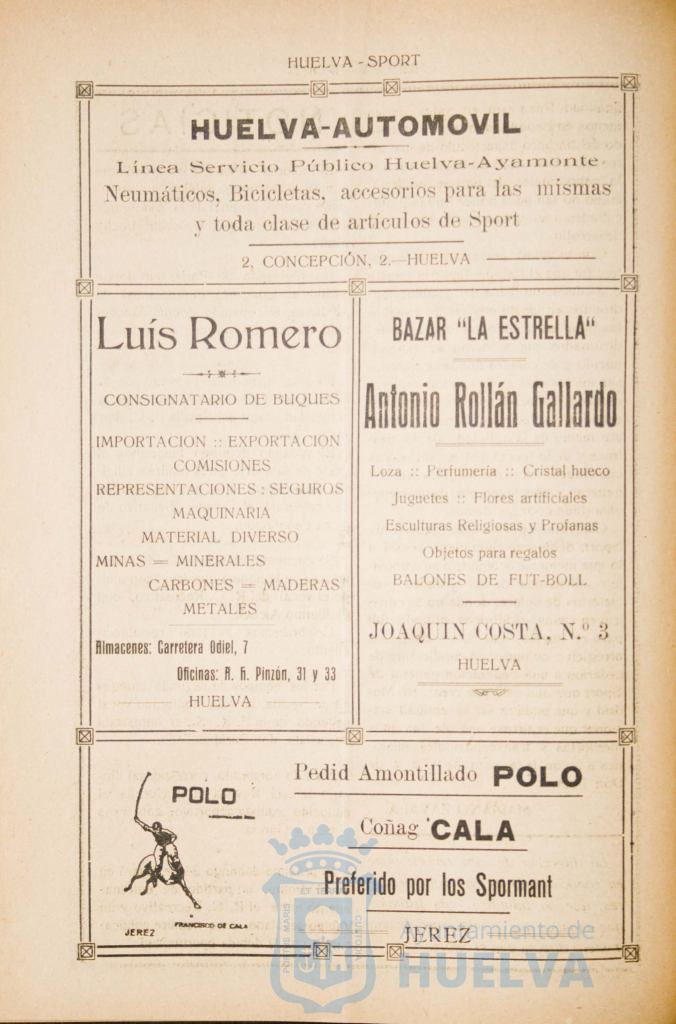 HUELVA - SPORT
HUELVA-AUTOMOVIL
Línea Servicio Público Huelva-Ayamonte
Neumáticos, Bicicletas, accesorios para las mismas
y toda clase de artículos de Sport
2, CONCEPCIÓN, 2.—HUELVA
Luís Romero
CONSIGNATARIO DE BUQUES
IMPORTACION :: EXPORTACION
COMISIONES
REPRESENTACIONES : SEGUROS
MAQUINARIA
MATERIAL DIVERSO
MINAS = MINERALES
CARBONES = MADERAS
METALES
Almacenes: Carretera Odiel, 7
Oficinas: A. H. Pinzón, 31 y 33
HUELVA
BAZAR "LA ESTRELLA"
Antonio Rollán Gallardo
Loza :: Perfumería :: Cristal hueco
Juguetes :: Flores artificiales
Esculturas Religiosas y Profanas
Objetos para regalos
BALONES DE FUT-BOLL
JOAQUIN COSTA, N.º 3
HUELVA
POLO
FRANCISCO DE CALA
JEREZ
Pedid Amontillado POLO
Coñag CALA
Preferido por los Spormant
JEREZ
Ayuntamiento de
HUELVA